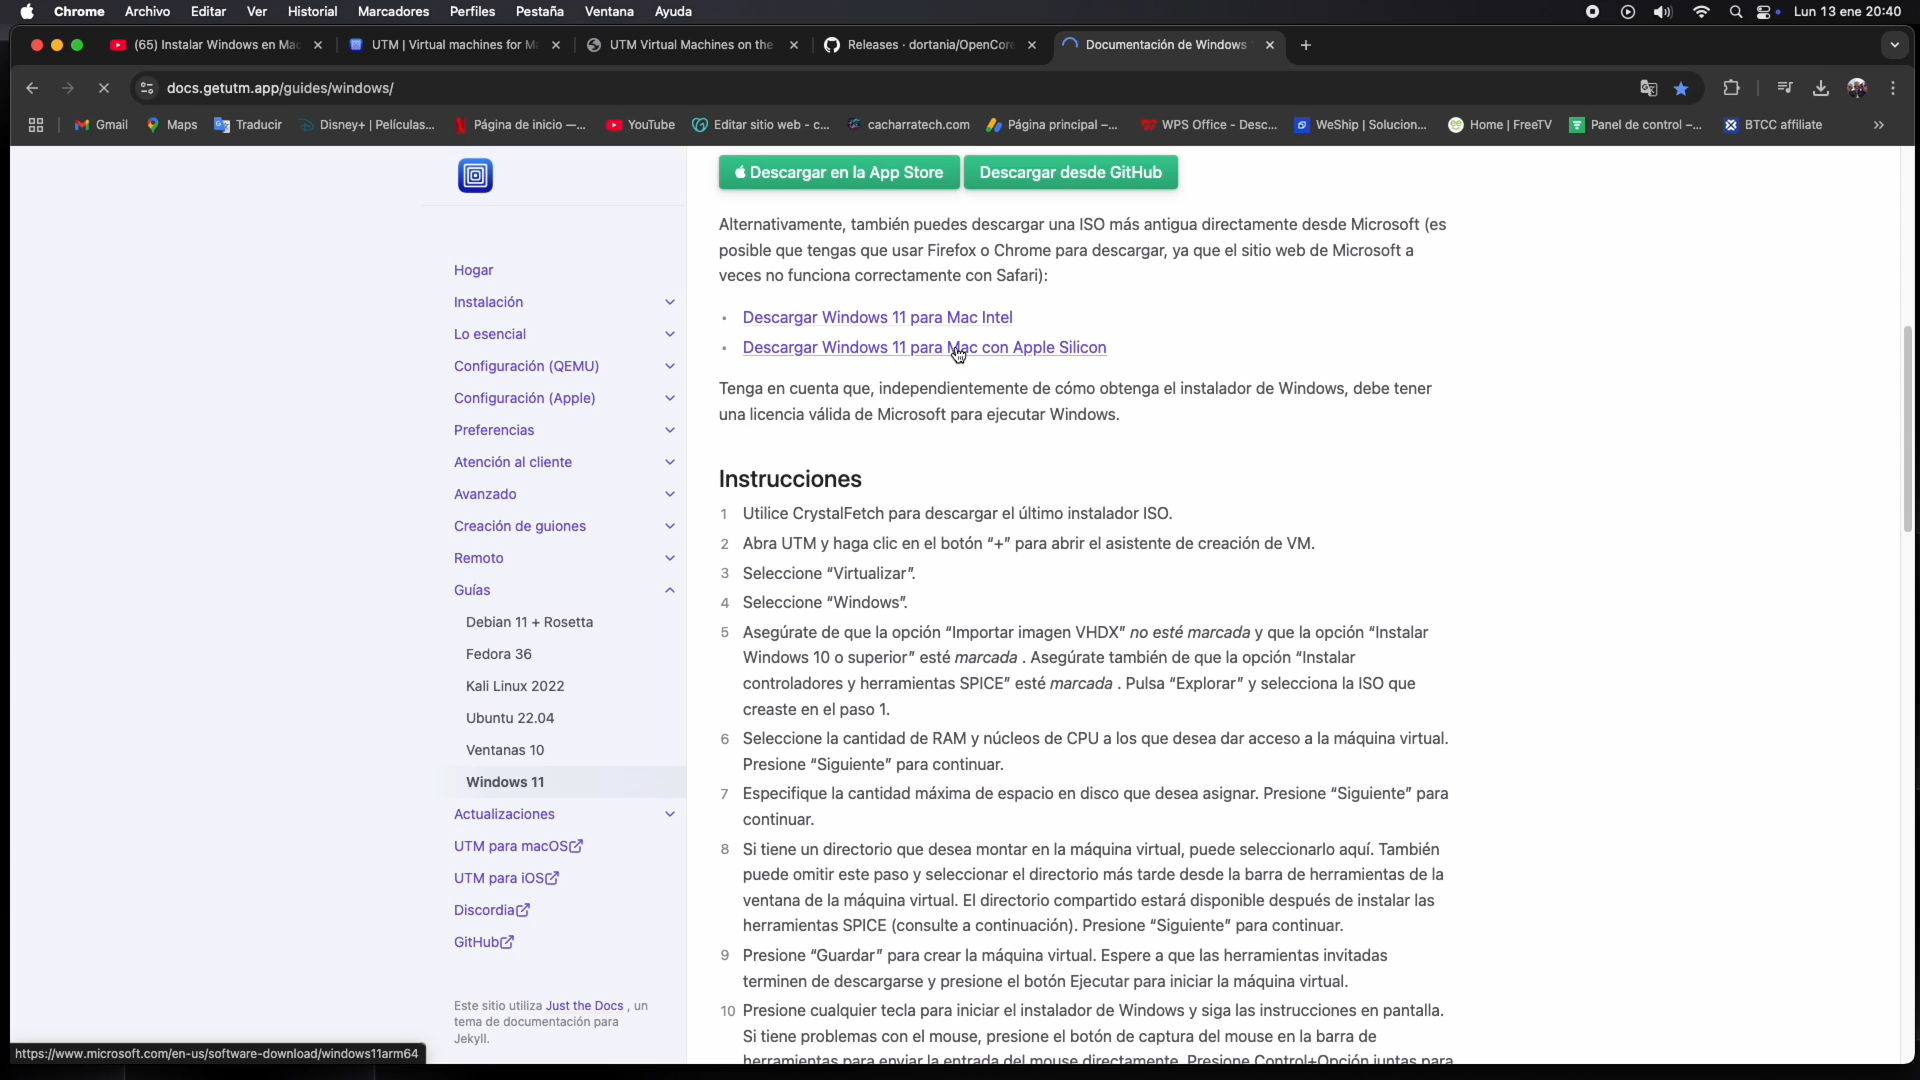 Chrome Archivo Editar Ver Historial Marcadores Perfiles Pestaña Ventana Ayuda Lun 13 ene 20:40
(65) Instalar Windows en Mac UTM | Virtual machines for M UTM Virtual Machines on the Releases · dortania/OpenCore Documentación de Windows
docs.getutm.app/guides/windows/
Gmail Maps Traducir Disney+ | Películas... Página de inicio –... YouTube Editar sitio web - c... cacharratech.com Página principal –... WPS Office - Desc... WeShip | Solucion... Home | FreeTV Panel de control –... BTCC affiliate »
Descargar en la App Store Descargar desde GitHub
Alternativamente, también puedes descargar una ISO más antigua directamente desde Microsoft (es
posible que tengas que usar Firefox o Chrome para descargar, ya que el sitio web de Microsoft a
veces no funciona correctamente con Safari):
Descargar Windows 11 para Mac Intel
Descargar Windows 11 para Mac con Apple Silicon
Tenga en cuenta que, independientemente de cómo obtenga el instalador de Windows, debe tener
una licencia válida de Microsoft para ejecutar Windows.
Instrucciones
1 Utilice CrystalFetch para descargar el último instalador ISO.
2 Abra UTM y haga clic en el botón “+” para abrir el asistente de creación de VM.
3 Seleccione “Virtualizar”.
4 Seleccione “Windows”.
5 Asegúrate de que la opción “Importar imagen VHDX” no esté marcada y que la opción “Instalar
Windows 10 o superior” esté marcada . Asegúrate también de que la opción “Instalar
controladores y herramientas SPICE” esté marcada . Pulsa “Explorar” y selecciona la ISO que
creaste en el paso 1.
6 Seleccione la cantidad de RAM y núcleos de CPU a los que desea dar acceso a la máquina virtual.
Presione “Siguiente” para continuar.
7 Especifique la cantidad máxima de espacio en disco que desea asignar. Presione “Siguiente” para
continuar.
8 Si tiene un directorio que desea montar en la máquina virtual, puede seleccionarlo aquí. También
puede omitir este paso y seleccionar el directorio más tarde desde la barra de herramientas de la
ventana de la máquina virtual. El directorio compartido estará disponible después de instalar las
herramientas SPICE (consulte a continuación). Presione “Siguiente” para continuar.
9 Presione “Guardar” para crear la máquina virtual. Espere a que las herramientas invitadas
terminen de descargarse y presione el botón Ejecutar para iniciar la máquina virtual.
10 Presione cualquier tecla para iniciar el instalador de Windows y siga las instrucciones en pantalla.
Si tiene problemas con el mouse, presione el botón de captura del mouse en la barra de
herramientas para enviar la entrada del mouse directamente. Presione Control+Opción juntas para
Hogar
Instalación
Lo esencial
Configuración (QEMU)
Configuración (Apple)
Preferencias
Atención al cliente
Avanzado
Creación de guiones
Remoto
Guías
Debian 11 + Rosetta
Fedora 36
Kali Linux 2022
Ubuntu 22.04
Ventanas 10
Windows 11
Actualizaciones
UTM para macOS
UTM para iOS
Discordia
GitHub
Este sitio utiliza Just the Docs , un
tema de documentación para
Jekyll.
https://www.microsoft.com/en-us/software-download/windows11arm64